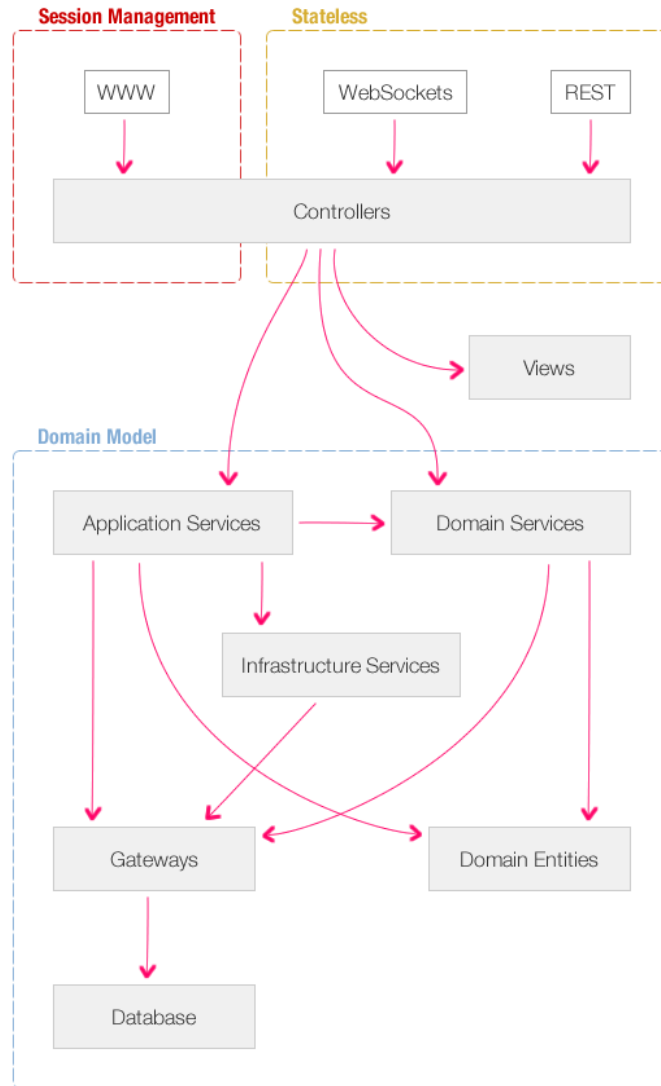 Session Management
Stateless
WWW
WebSockets
REST
Controllers
Views
Domain Model
Application Services
Domain Services
Infrastructure Services
Gateways
Domain Entities
Database